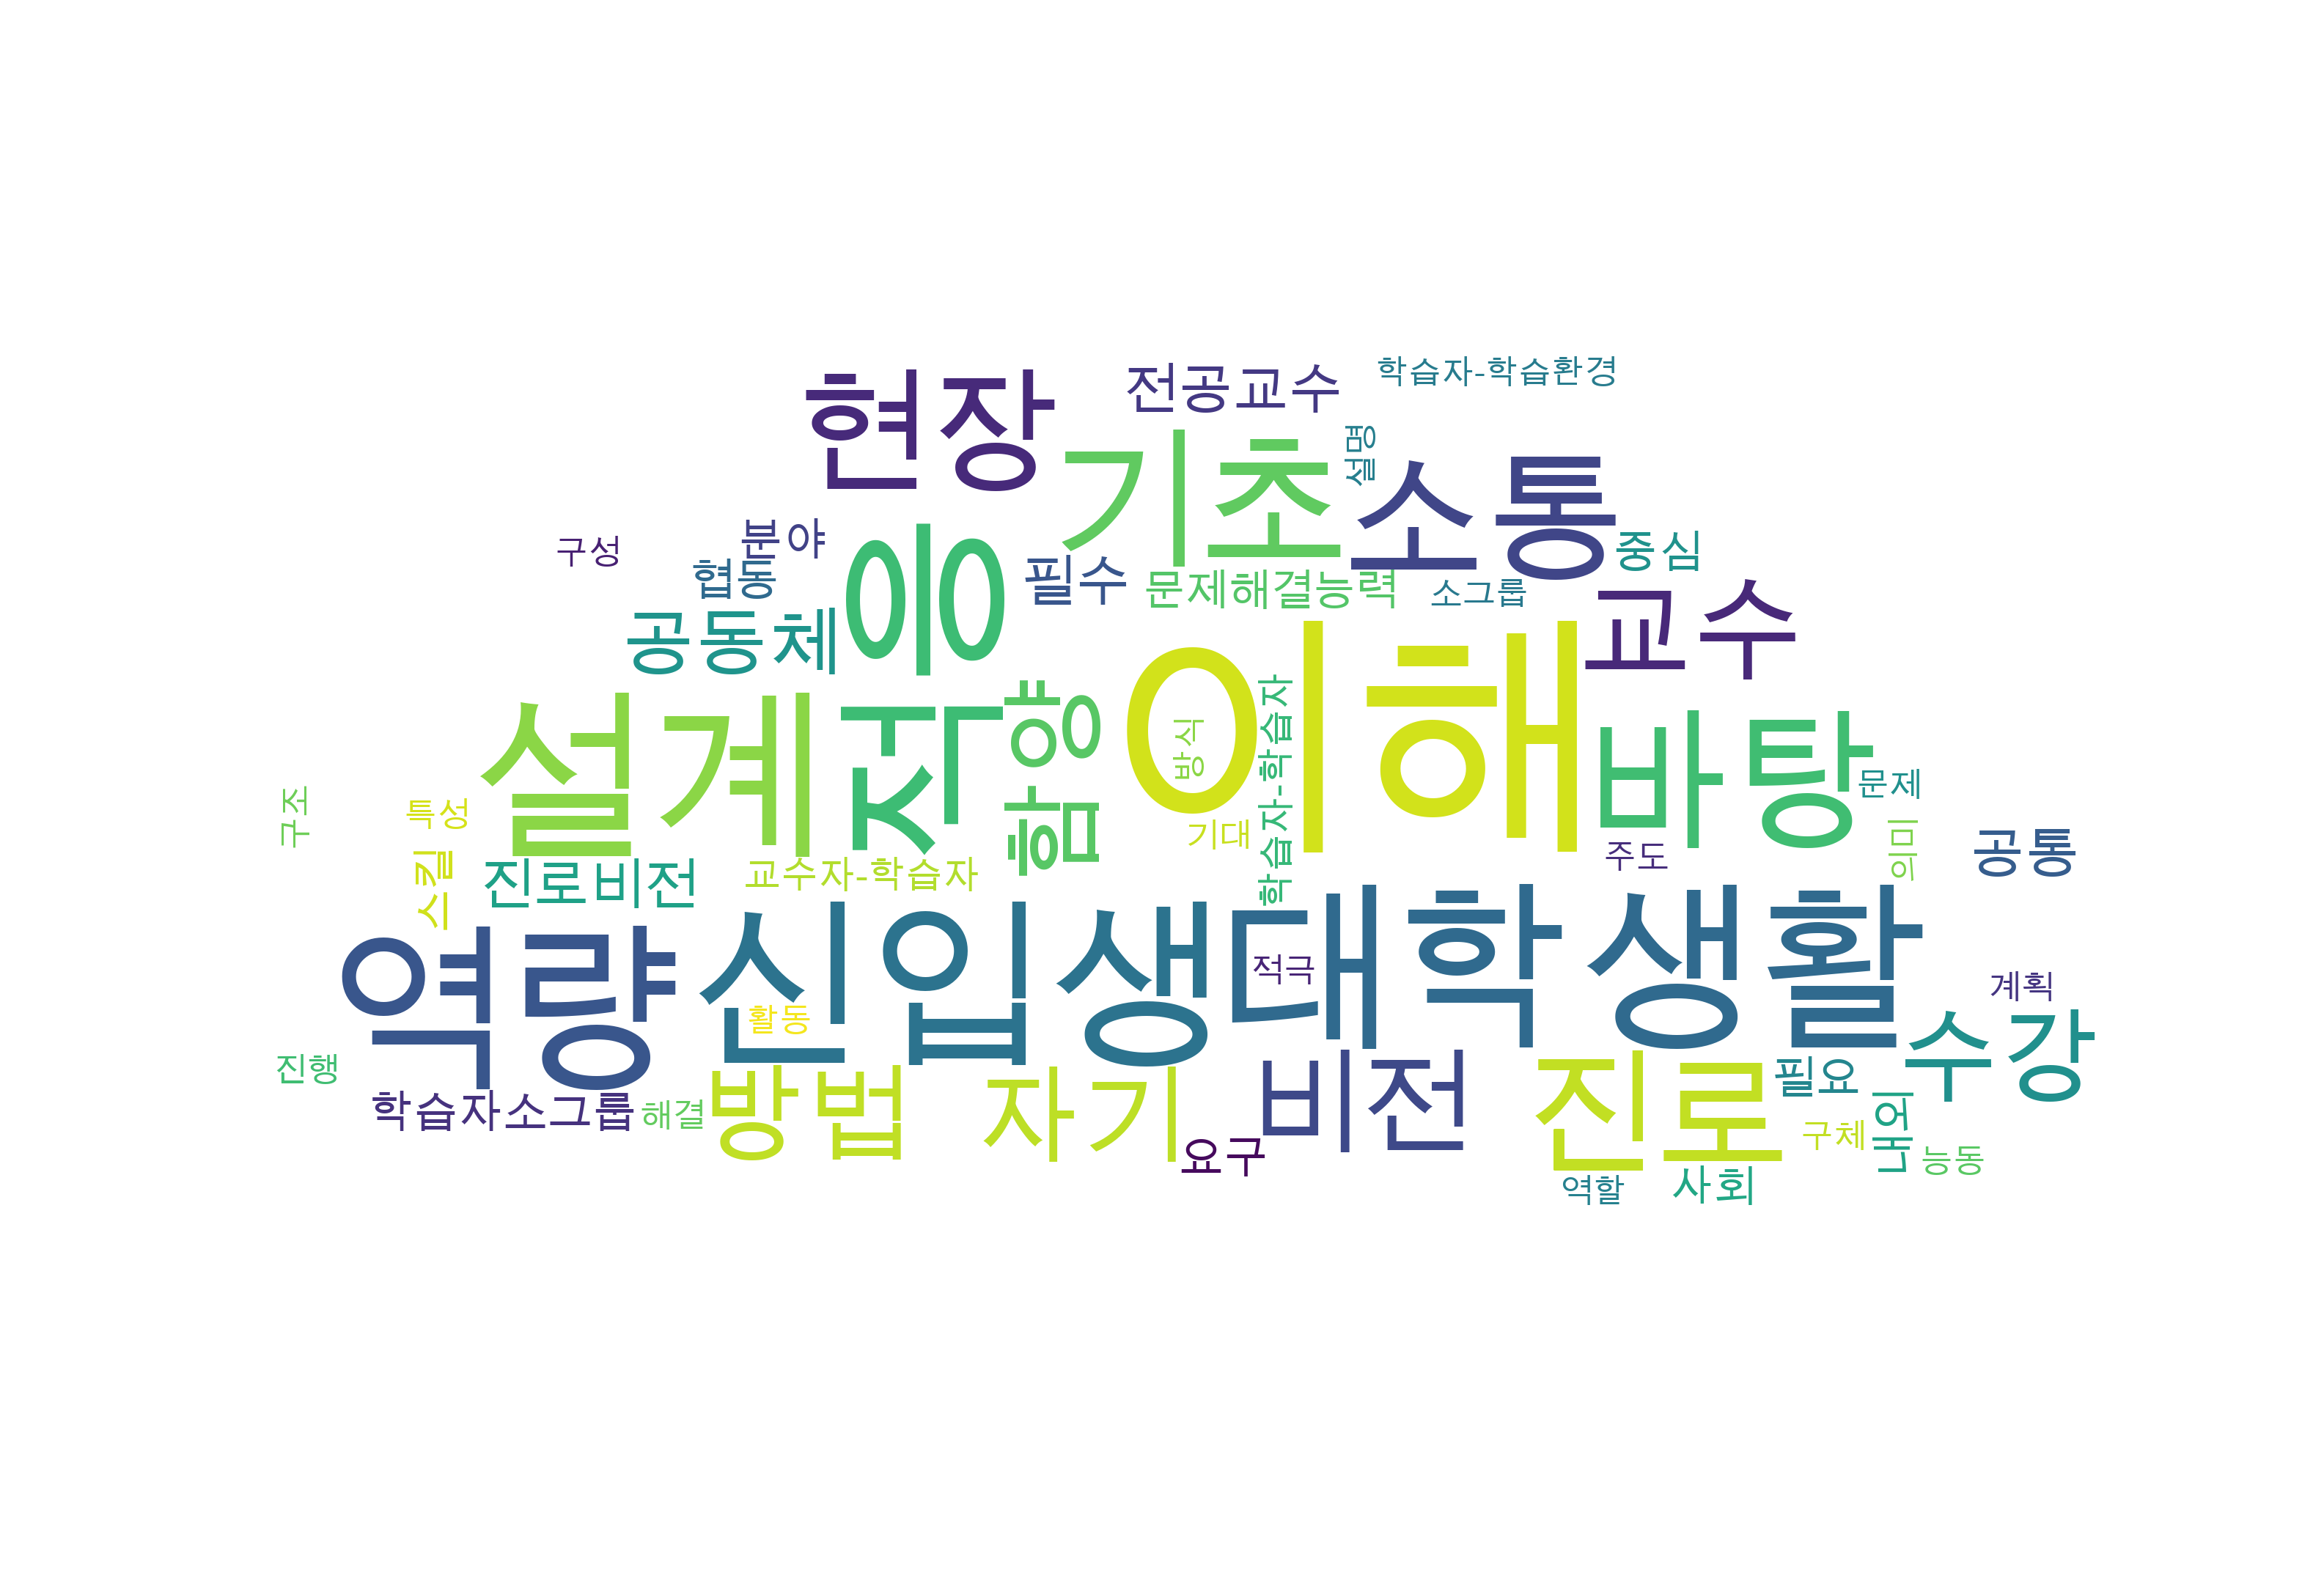 현장
전공교수
학습자-학습환경
설명
기초
소통
구성
분야
중심
협동
필수
문제해결능력
소그룹
공동체
적응
교수
설계
함양
이해
방식
학습자-학습자
바탕
문제
구조
특성
기대
주도
의미
공통
스킬
진로비전
교수자-학습자
역량
신입생
대학생활
적극
활동
계획
수강
진행
학습자소그룹
해결
방법
자기
비전
요구
진로
필요
구체
능동
역할
사회